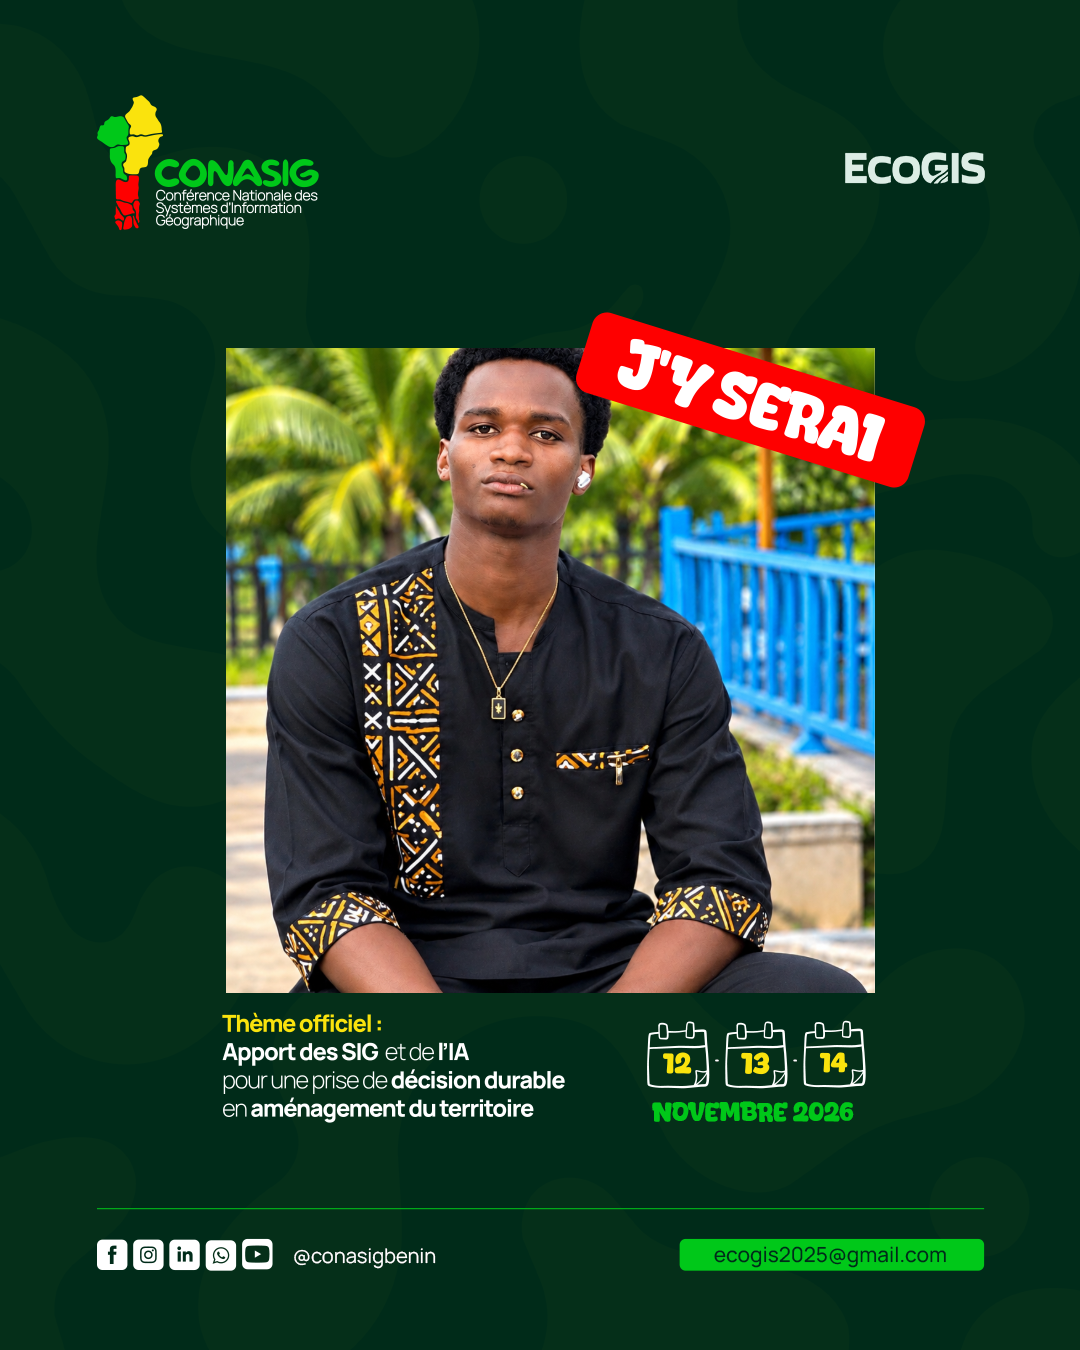 CONASIG
Conférence Nationale des
Systèmes d'Information
Géographique
ECOGIS
J'Y SERAI
Thème officiel :
Apport des SIG et de l'IA
pour une prise de décision durable
en aménagement du territoire
12 · 13 · 14
NOVEMBRE 2026
@conasigbenin
ecogis2025@gmail.com